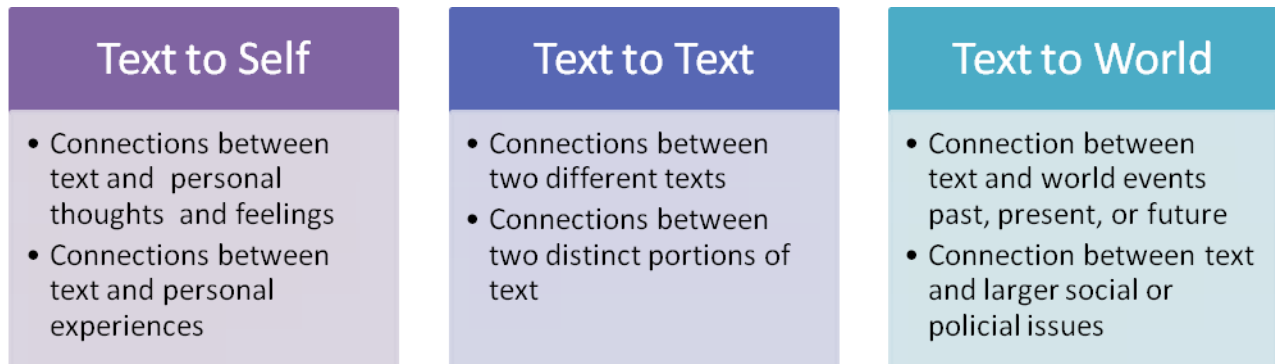 Text to Self
• Connections between
text and personal
thoughts and feelings
• Connections between
text and personal
experiences
Text to Text
• Connections between
two different texts
• Connections between
two distinct portions of
text
Text to World
• Connection between
text and world events
past, present, or future
• Connection between text
and larger social or
policial issues